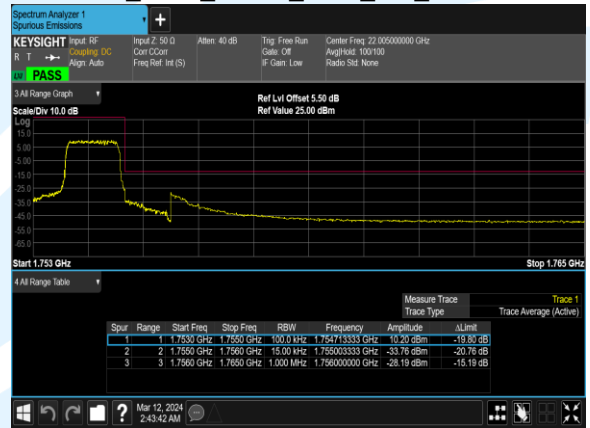 Spectrum Analyzer 1
Spurious Emissions
KEYSIGHT Input: RF Input Z: 50 Ω Atten: 40 dB Trig: Free Run Center Freq: 22.005000000 GHz
R T Coupling: DC Corr CCorr Gate: Off Avg|Hold: 100/100
Align: Auto Freq Ref: Int (S) IF Gain: Low Radio Std: None
PASS
3 All Range Graph
Ref Lvl Offset 5.50 dB
Scale/Div 10.0 dB Ref Value 25.00 dBm
Log
15.0
5.00
-5.00
-15.0
-25.0
-35.0
-45.0
-55.0
-65.0
Start 1.753 GHz Stop 1.765 GHz
4 All Range Table
Measure Trace Trace 1
Trace Type Trace Average (Active)
Spur Range Start Freq Stop Freq RBW Frequency Amplitude ΔLimit
1 1 1.7530 GHz 1.7550 GHz 100.0 kHz 1.754713333 GHz 10.20 dBm -19.80 dB
2 2 1.7550 GHz 1.7560 GHz 15.00 kHz 1.755003333 GHz -33.76 dBm -20.76 dB
3 3 1.7560 GHz 1.7650 GHz 1.000 MHz 1.756000000 GHz -28.19 dBm -15.19 dB
? Mar 12, 2024
2:43:42 AM